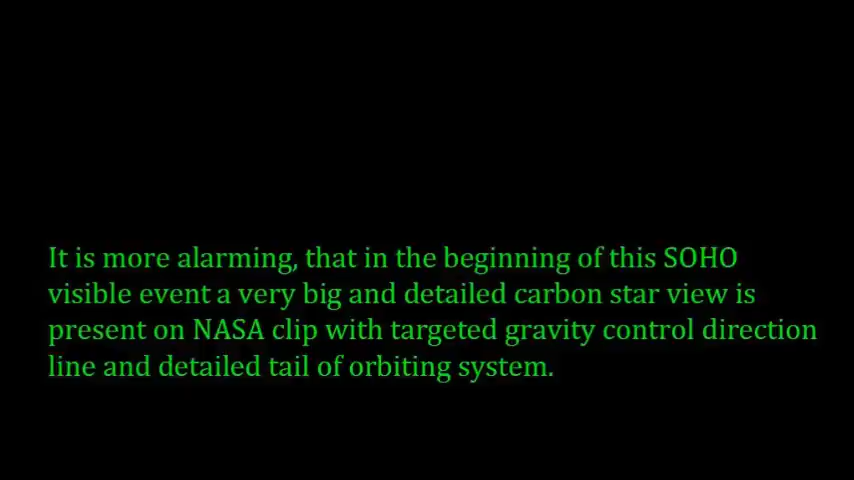 It is more alarming, that in the beginning of this SOHO
visible event a very big and detailed carbon star view is
present on NASA clip with targeted gravity control direction
line and detailed tail of orbiting system.